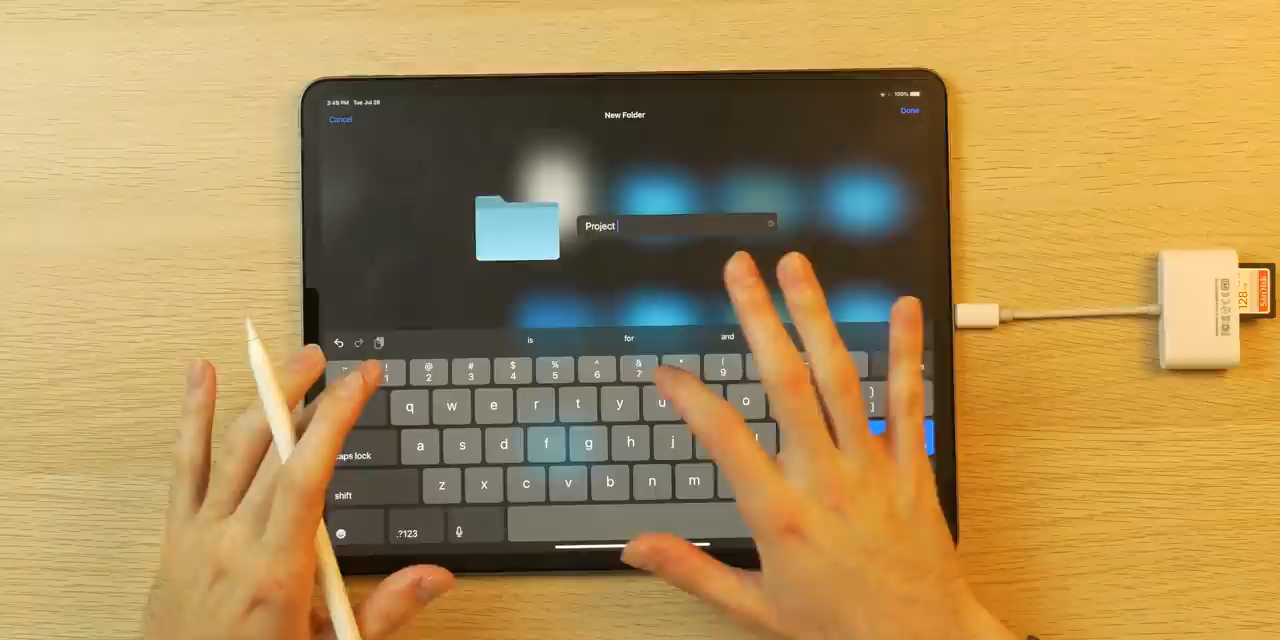 3:49 PM Tue Jul 28
100%
Cancel
New Folder
Done
Project
is for and
! @ # $ % ^ & * (
1 2 3 4 5 6 7 9
q w e r t y u o )
]
caps lock a s d f g h j
shift z x c v b n m
.?123
128
SanDisk